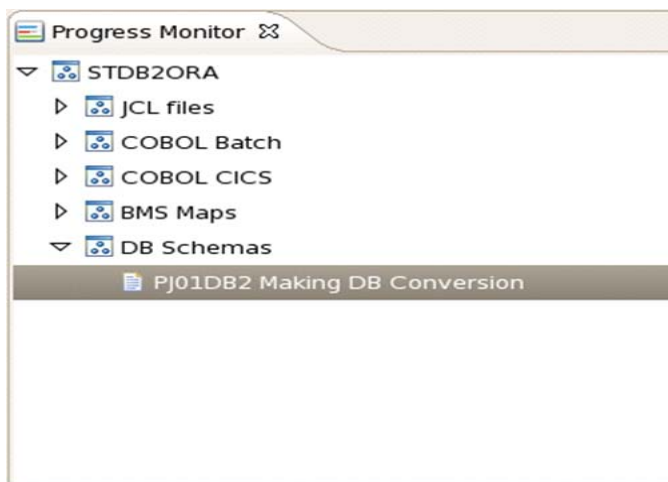 Progress Monitor
STDB2ORA
JCL files
COBOL Batch
COBOL CICS
BMS Maps
DB Schemas
PJ01DB2 Making DB Conversion